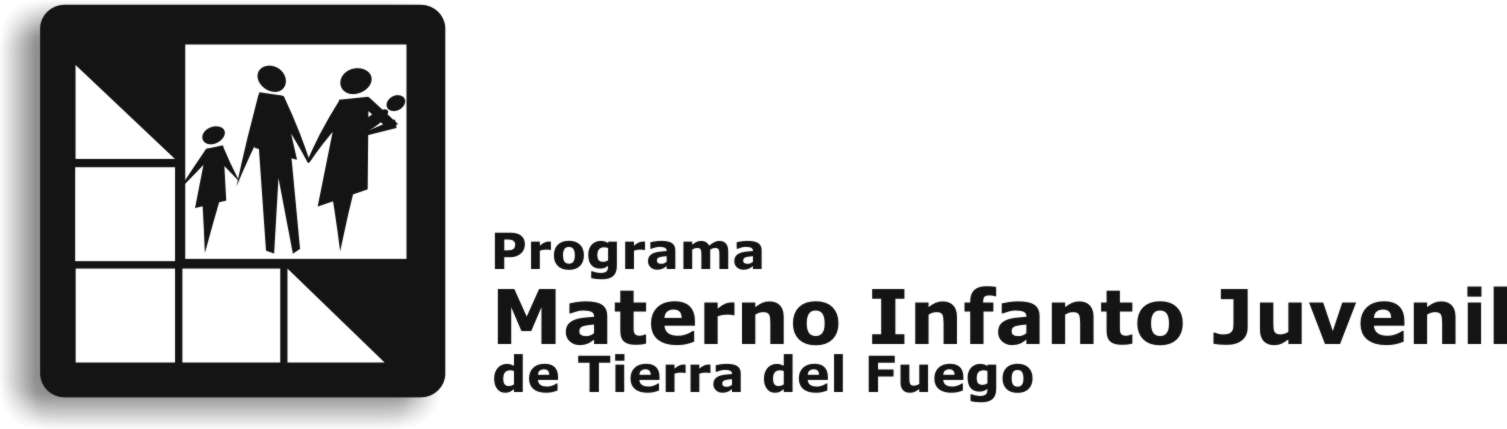 Programa
Materno Infanto Juvenil
de Tierra del Fuego